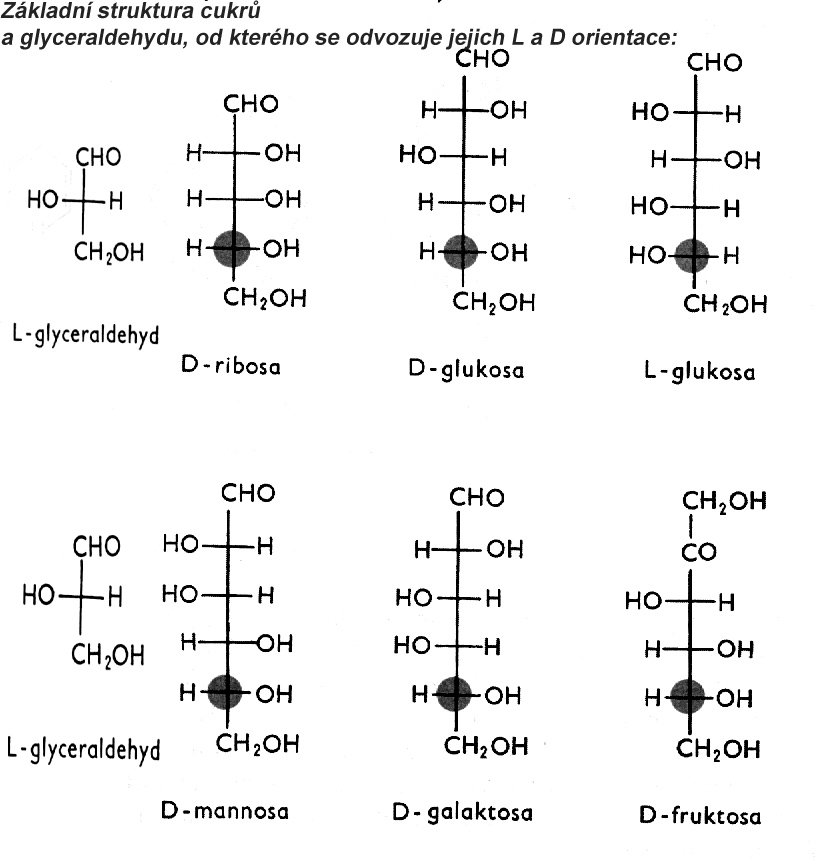 Základní struktura cukrů
a glyceraldehydu, od kterého se odvozuje jejich L a D orientace:
CHO
HO H
CH₂OH
L-glyceraldehyd
CHO
H OH
H OH
H OH
CH₂OH
D-ribosa
CHO
H OH
HO H
H OH
H OH
CH₂OH
D-glukosa
CHO
HO H
H OH
HO H
HO H
CH₂OH
L-glukosa
CHO
HO H
CH₂OH
L-glyceraldehyd
CHO
HO H
HO H
H OH
H OH
CH₂OH
D-mannosa
CHO
H OH
HO H
HO H
H OH
CH₂OH
D-galaktosa
CH₂OH
CO
HO H
H OH
H OH
CH₂OH
D-fruktosa